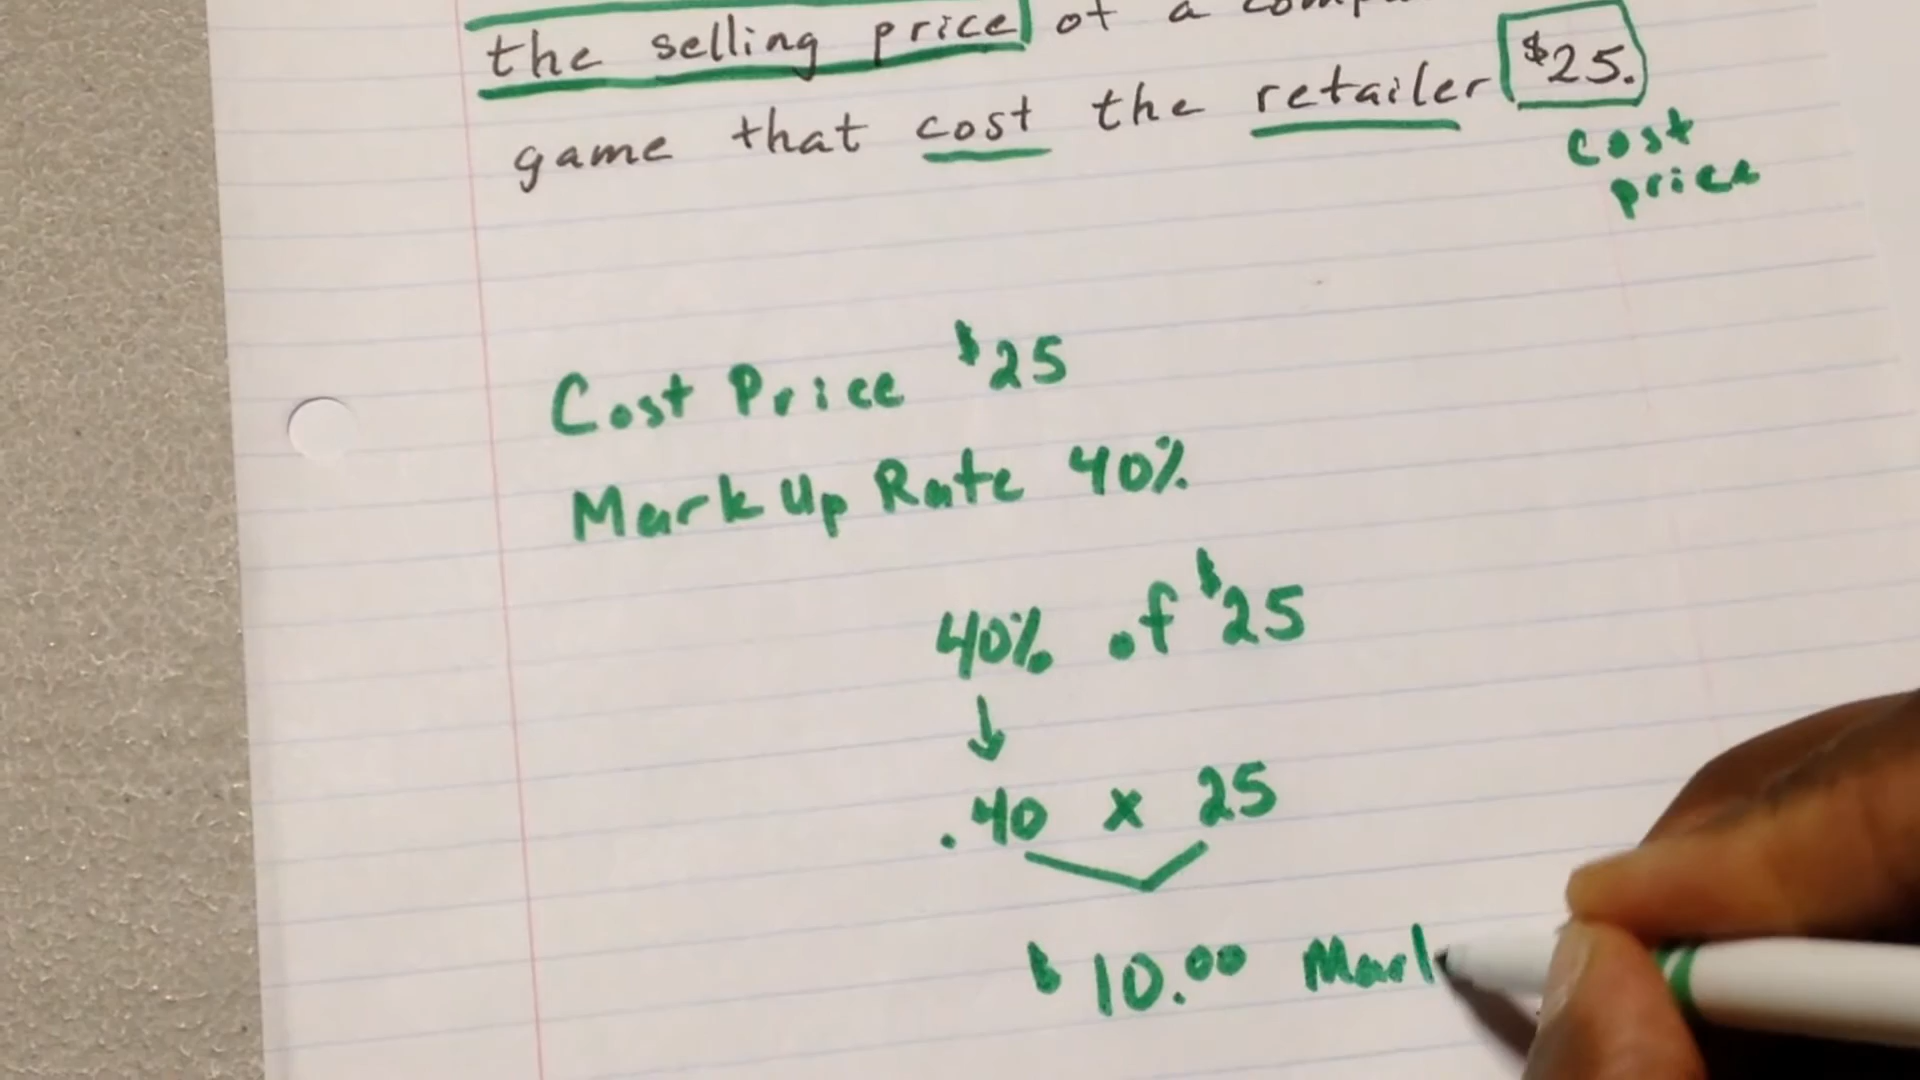 the selling price of a
game that cost the retailer $25.
cost
price
Cost Price $25
Mark Up Rate 40%
40% of $25
.40 x 25
$10.00 Mark